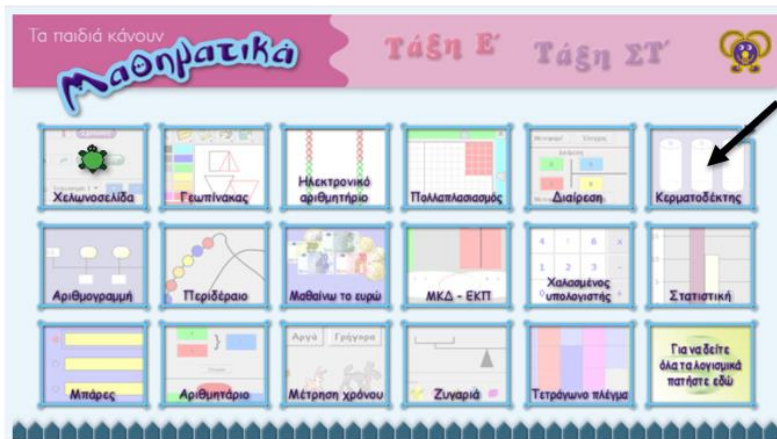 Τα παιδιά κάνουν
Μαθηματικά
Τάξη Ε΄ Τάξη ΣΤ΄
Χελωνοσελίδα
Γεωπίνακας
Ηλεκτρονικό
αριθμητήριο
Πολλαπλασιασμός
Διαίρεση
Κερματοδέκτης
Αριθμογραμμή
Περιδέραιο
Μαθαίνω το ευρώ
ΜΚΔ - ΕΚΠ
Χαλασμένος
υπολογιστής
Στατιστική
Μπάρες
Αριθμητάριο
Αργά Γρήγορα
Μέτρηση χρόνου
Ζυγαριά
Τετράγωνο πλέγμα
Για να δείτε
όλα τα λογισμικά
πατήστε εδώ